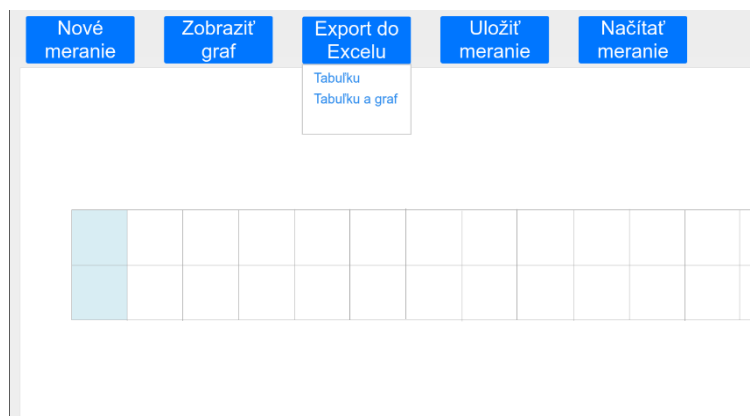 Nové
meranie
Zobraziť
graf
Export do
Excelu
Uložiť
meranie
Načítať
meranie
Tabuľku
Tabuľku a graf